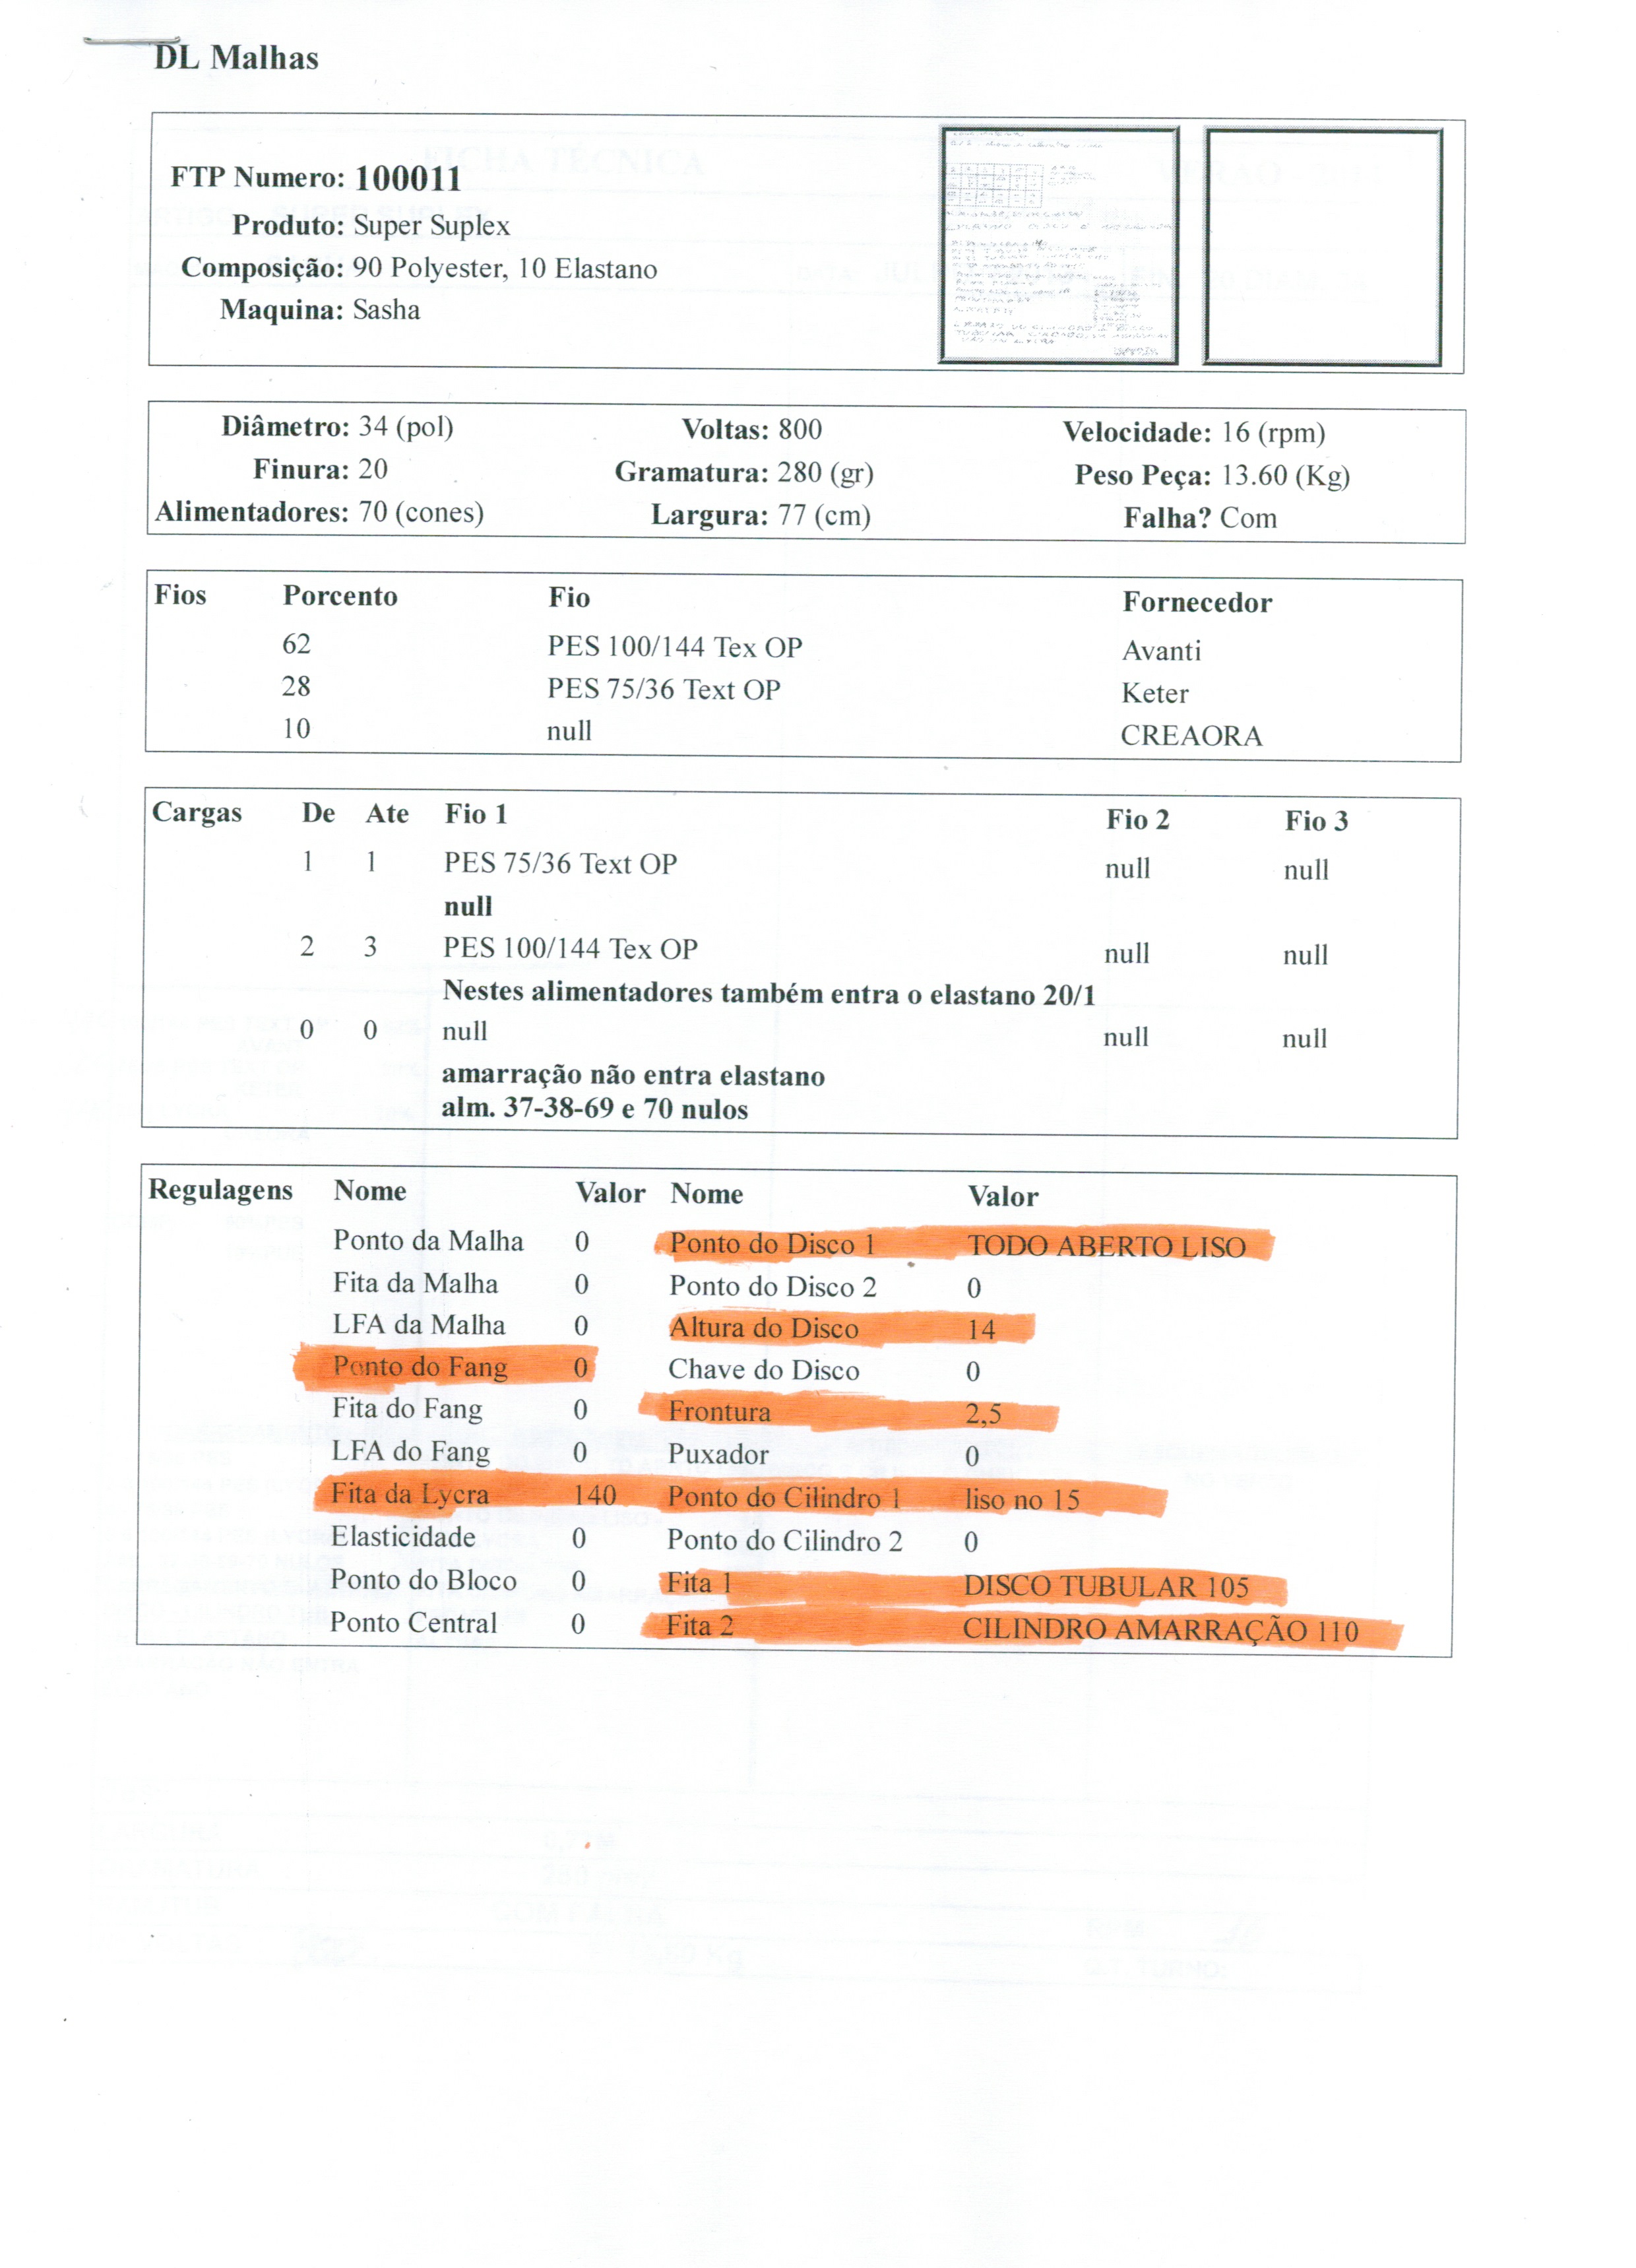 DL Malhas
FTP Numero: 100011
Produto: Super Suplex
Composição: 90 Polyester, 10 Elastano
Maquina: Sasha
Diâmetro: 34 (pol) Voltas: 800 Velocidade: 16 (rpm)
Finura: 20 Gramatura: 280 (gr) Peso Peça: 13.60 (Kg)
Alimentadores: 70 (cones) Largura: 77 (cm) Falha? Com
Fios Porcento Fio Fornecedor
62 PES 100/144 Tex OP Avanti
28 PES 75/36 Text OP Keter
10 null CREAORA
Cargas De Ate Fio 1 Fio 2 Fio 3
1 1 PES 75/36 Text OP null null
null
2 3 PES 100/144 Tex OP null null
Nestes alimentadores também entra o elastano 20/1
0 0 null null null
amarração não entra elastano
alm. 37-38-69 e 70 nulos
Regulagens Nome Valor Nome Valor
Ponto da Malha 0 Ponto do Disco 1 TODO ABERTO LISO
Fita da Malha 0 Ponto do Disco 2 0
LFA da Malha 0 Altura do Disco 14
Ponto do Fang 0 Chave do Disco 0
Fita do Fang 0 Frontura 2,5
LFA do Fang 0 Puxador 0
Fita da Lycra 140 Ponto do Cilindro 1 liso no 15
Elasticidade 0 Ponto do Cilindro 2 0
Ponto do Bloco 0 Fita 1 DISCO TUBULAR 105
Ponto Central 0 Fita 2 CILINDRO AMARRAÇÃO 110